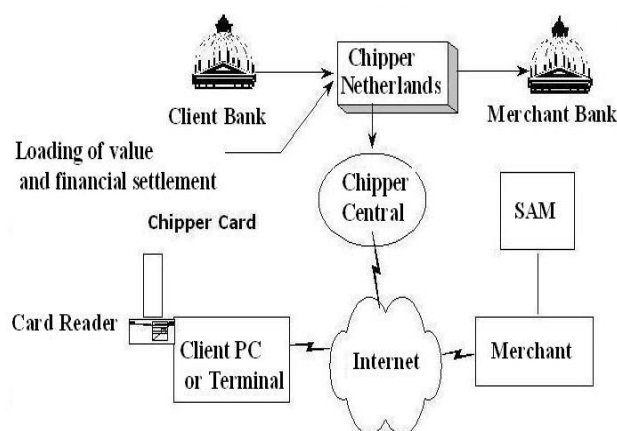 Chipper
Netherlands
Client Bank
Merchant Bank
Loading of value
and financial settlement
Chipper
Central
SAM
Chipper Card
Card Reader
Client PC
or Terminal
Internet
Merchant